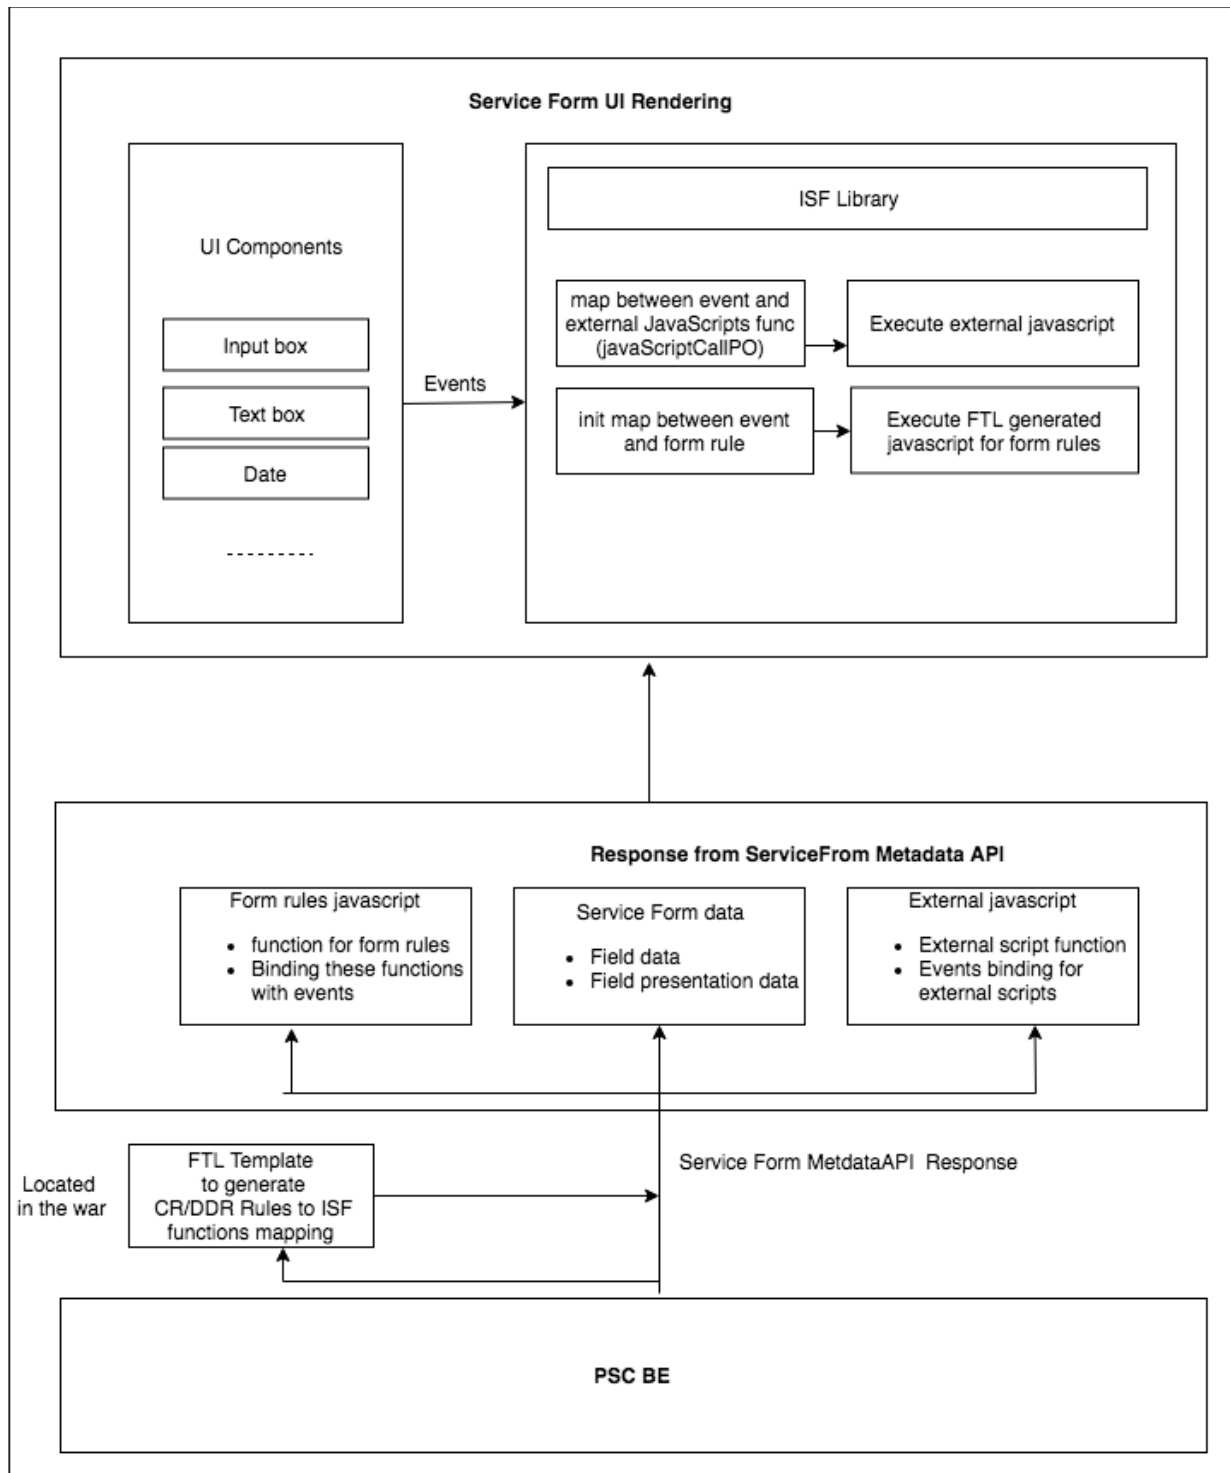 Service Form UI Rendering
UI Components
Input box
Text box
Date
Events
ISF Library
map between event and
external JavaScripts func
(javaScriptCallPO)
Execute external javascript
init map between event
and form rule
Execute FTL generated
javascript for form rules
Response from ServiceFrom Metadata API
Form rules javascript
• function for form rules
• Binding these functions
with events
Service Form data
• Field data
• Field presentation data
External javascript
• External script function
• Events binding for
external scripts
Located
in the war
FTL Template
to generate
CR/DDR Rules to ISF
functions mapping
Service Form MetdataAPI Response
PSC BE